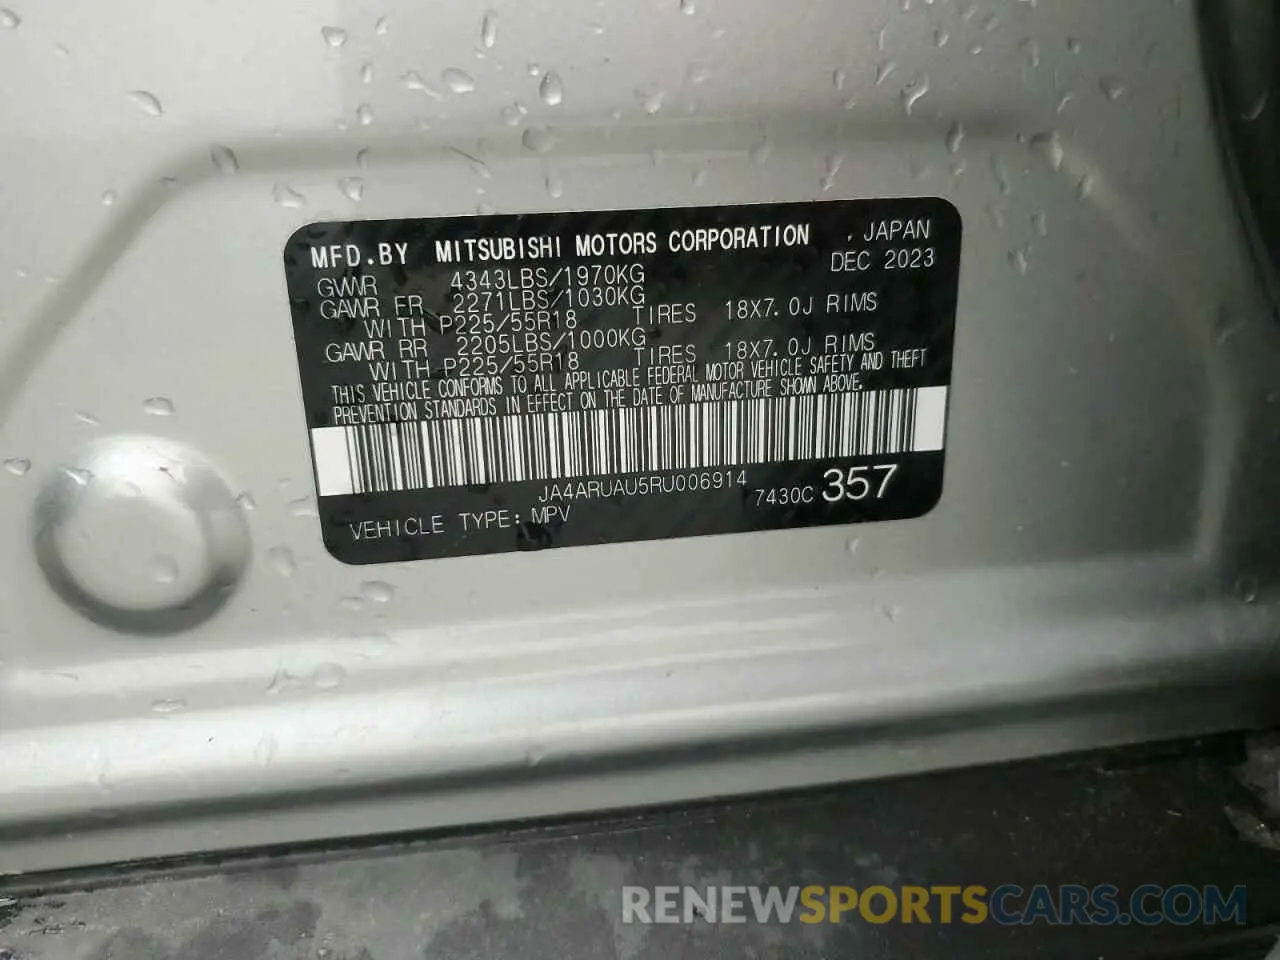 MFD.BY MITSUBISHI MOTORS CORPORATION , JAPAN
GVWR 4343LBS/1970KG DEC 2023
GAWR FR 2271LBS/1030KG
WITH P225/55R18 TIRES 18X7.0J RIMS
GAWR RR 2205LBS/1000KG
WITH P225/55R18 TIRES 18X7.0J RIMS
THIS VEHICLE CONFORMS TO ALL APPLICABLE FEDERAL MOTOR VEHICLE SAFETY AND THEFT
PREVENTION STANDARDS IN EFFECT ON THE DATE OF MANUFACTURE SHOWN ABOVE.
JA4ARUAU5RU006914 7430C 357
VEHICLE TYPE: MPV
RENEWSPORTSCARS.COM